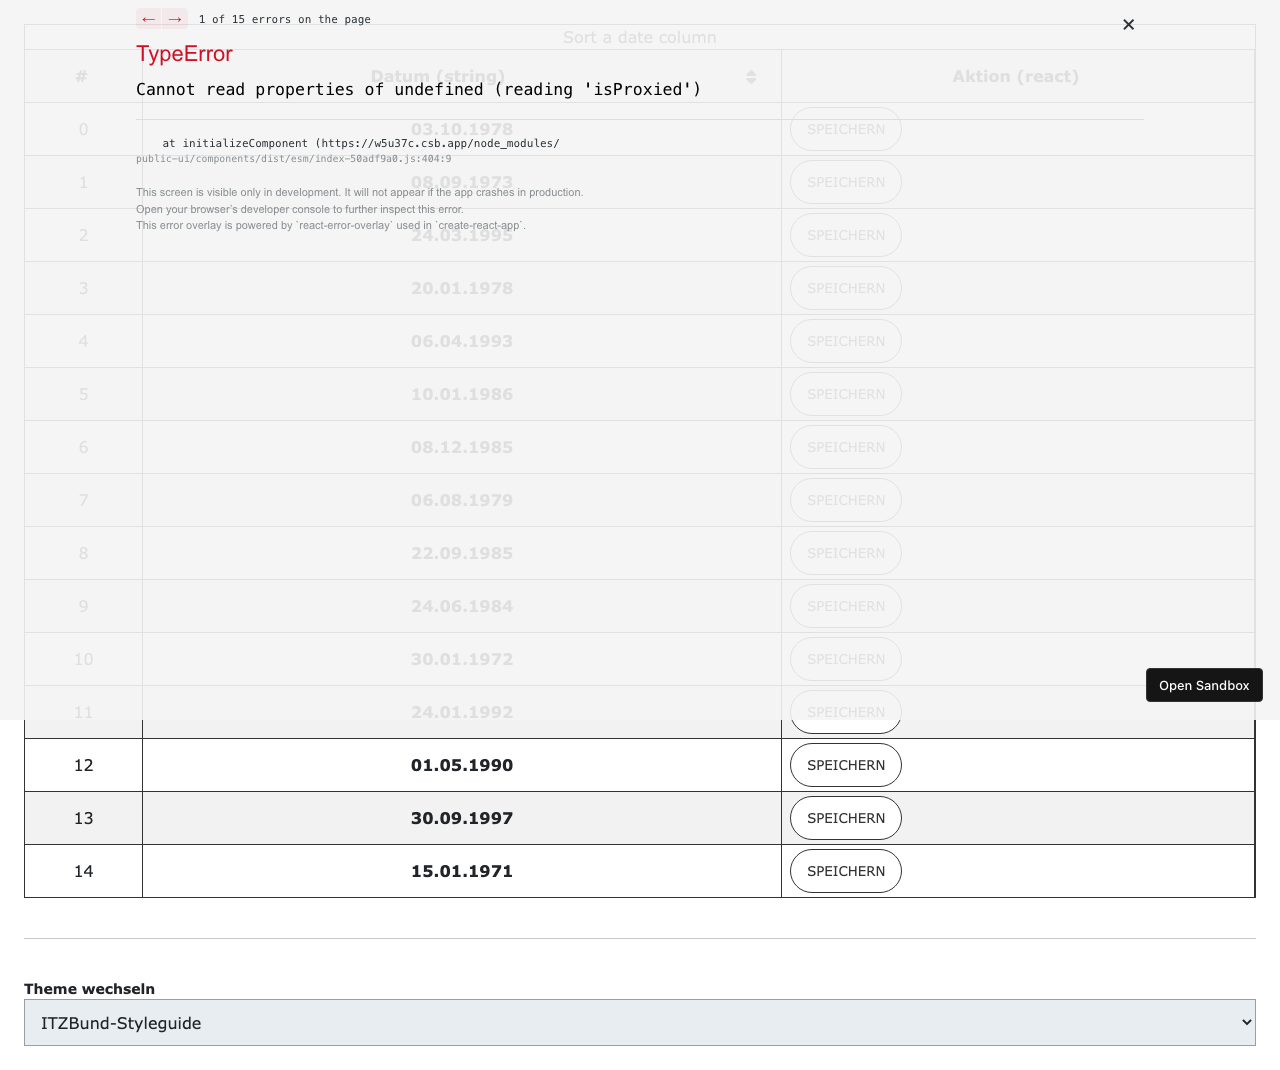 ← → 1 of 15 errors on the page
×
Sort a date column
TypeError
# Datum (string) Aktion (react)
Cannot read properties of undefined (reading 'isProxied')
0 03.10.1978 SPEICHERN
at initializeComponent (https://w5u37c.csb.app/node_modules/
public-ui/components/dist/esm/index-50adf9a0.js:404:9
1 08.09.1973 SPEICHERN
This screen is visible only in development. It will not appear if the app crashes in production.
Open your browser’s developer console to further inspect this error.
This error overlay is powered by `react-error-overlay` used in `create-react-app`.
2 24.03.1995 SPEICHERN
3 20.01.1978 SPEICHERN
4 06.04.1993 SPEICHERN
5 10.01.1986 SPEICHERN
6 08.12.1985 SPEICHERN
7 06.08.1979 SPEICHERN
8 22.09.1985 SPEICHERN
9 24.06.1984 SPEICHERN
10 30.01.1972 SPEICHERN
Open Sandbox
11 24.01.1992 SPEICHERN
12 01.05.1990 SPEICHERN
13 30.09.1997 SPEICHERN
14 15.01.1971 SPEICHERN
Theme wechseln
ITZBund-Styleguide